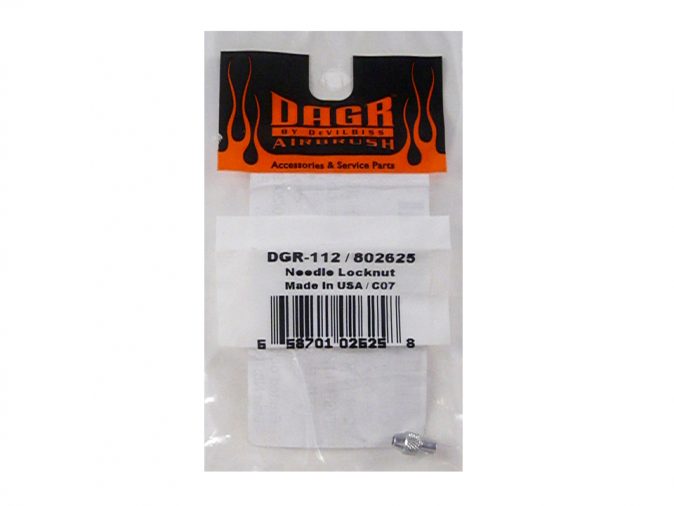 DAGR
BY DeVILBISS
AIRBRUSH
Accessories & Service Parts
DGR-112 / 802625
Needle Locknut
Made In USA / C07
6 58701 02625 8